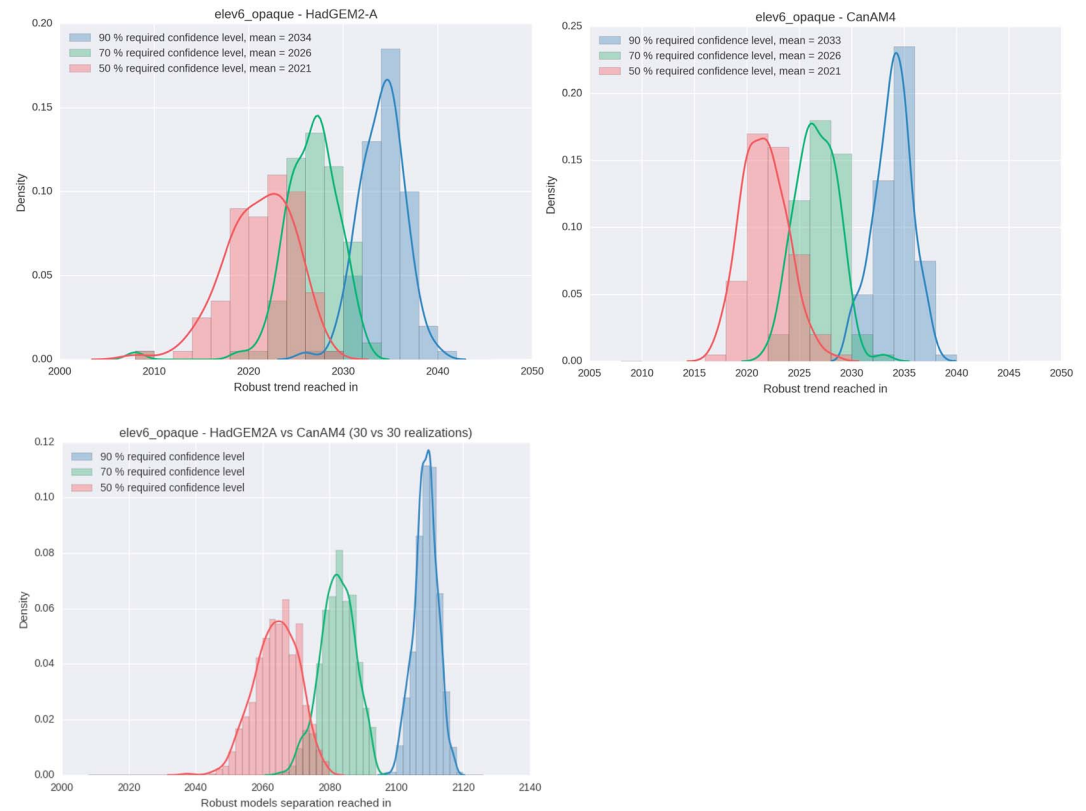 elev6_opaque - HadGEM2-A
0.20
0.15
0.10
0.05
0.00
Density
90 % required confidence level, mean = 2034
70 % required confidence level, mean = 2026
50 % required confidence level, mean = 2021
2000 2010 2020 2030 2040 2050
Robust trend reached in
elev6_opaque - CanAM4
0.25
0.20
0.15
0.10
0.05
0.00
Density
90 % required confidence level, mean = 2033
70 % required confidence level, mean = 2026
50 % required confidence level, mean = 2021
2005 2010 2015 2020 2025 2030 2035 2040 2045 2050
Robust trend reached in
elev6_opaque - HadGEM2A vs CanAM4 (30 vs 30 realizations)
0.12
0.10
0.08
0.06
0.04
0.02
0.00
Density
90 % required confidence level
70 % required confidence level
50 % required confidence level
2000 2020 2040 2060 2080 2100 2120 2140
Robust models separation reached in